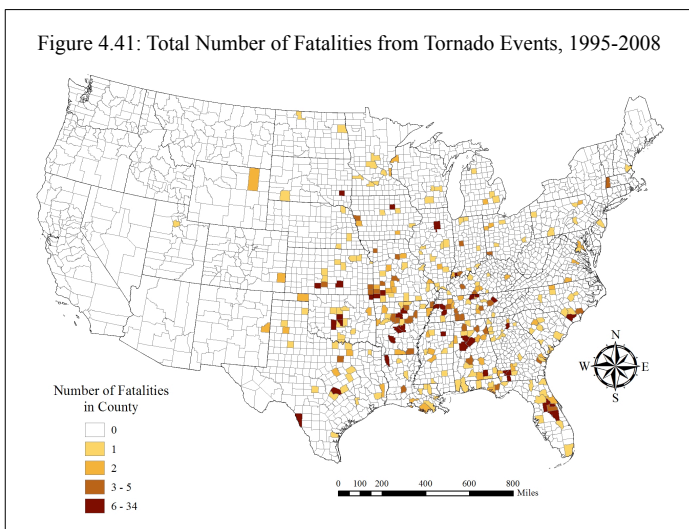 Figure 4.41: Total Number of Fatalities from Tornado Events, 1995-2008
N
W E
S
Number of Fatalities
in County
0
1
2
3 - 5
6 - 34
0 100 200 400 600 800
Miles